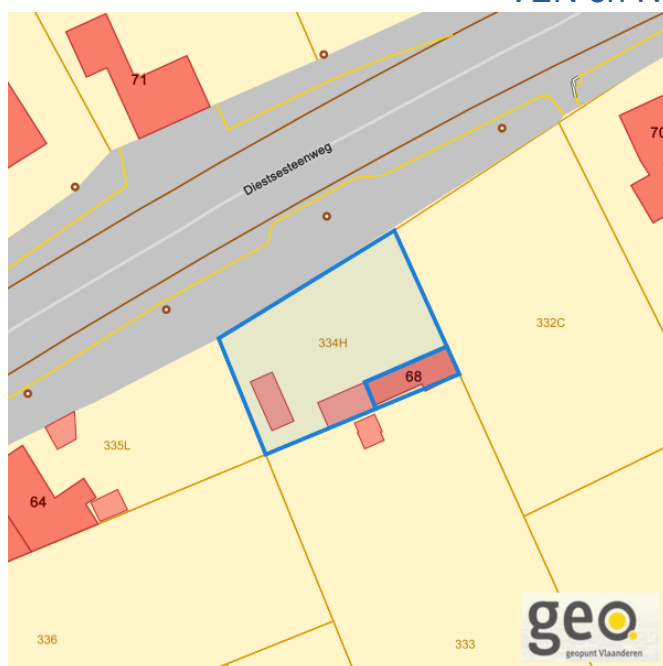 71
Diestsesteenweg
70
334H
332C
68
335L
64
336
333
geo
geopunt Vlaanderen